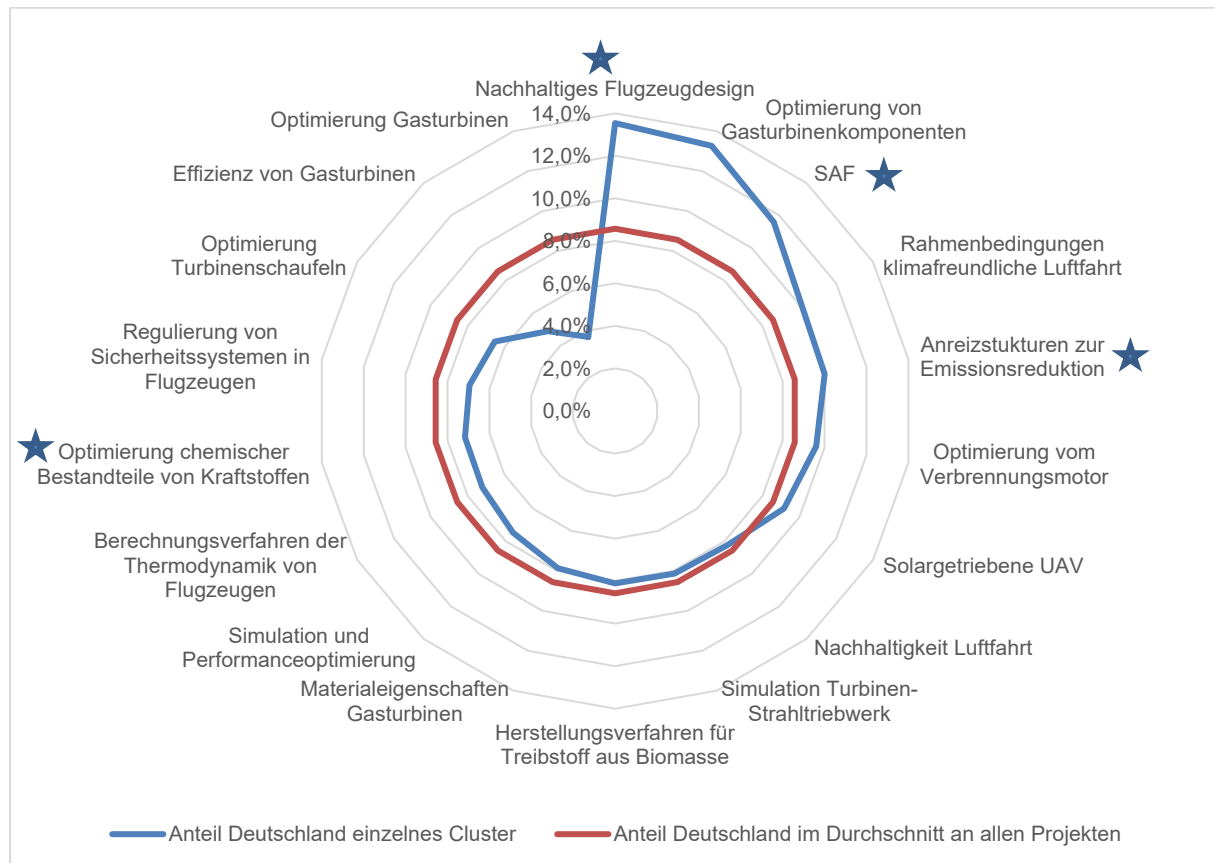 Nachhaltiges Flugzeugdesign
Optimierung von
Gasturbinenkomponenten
SAF
Rahmenbedingungen
klimafreundliche Luftfahrt
Anreizstukturen zur
Emissionsreduktion
Optimierung vom
Verbrennungsmotor
Solargetriebene UAV
Nachhaltigkeit Luftfahrt
Simulation Turbinen-
Strahltriebwerk
Herstellungsverfahren für
Treibstoff aus Biomasse
Materialeigenschaften
Gasturbinen
Simulation und
Performanceoptimierung
Berechnungsverfahren der
Thermodynamik von
Flugzeugen
Optimierung chemischer
Bestandteile von Kraftstoffen
Regulierung von
Sicherheitssystemen in
Flugzeugen
Optimierung
Turbinenschaufeln
Effizienz von Gasturbinen
Optimierung Gasturbinen
14,0%
12,0%
10,0%
8,0%
6,0%
4,0%
2,0%
0,0%
Anteil Deutschland einzelnes Cluster
Anteil Deutschland im Durchschnitt an allen Projekten